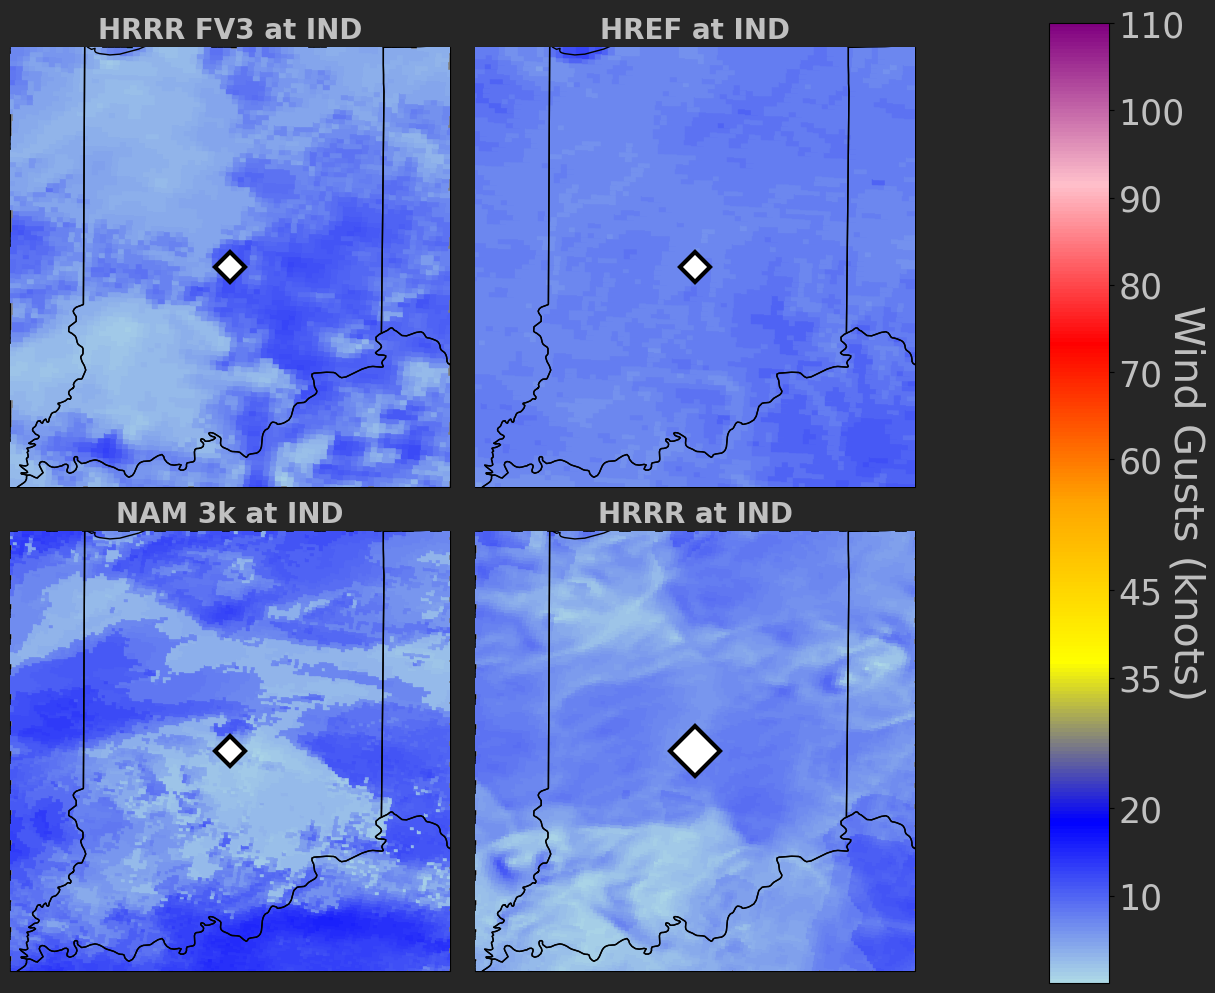 HRRR FV3 at IND
HREF at IND
NAM 3k at IND
HRRR at IND
110
100
90
80
70
60
45
35
20
10
Wind Gusts (knots)